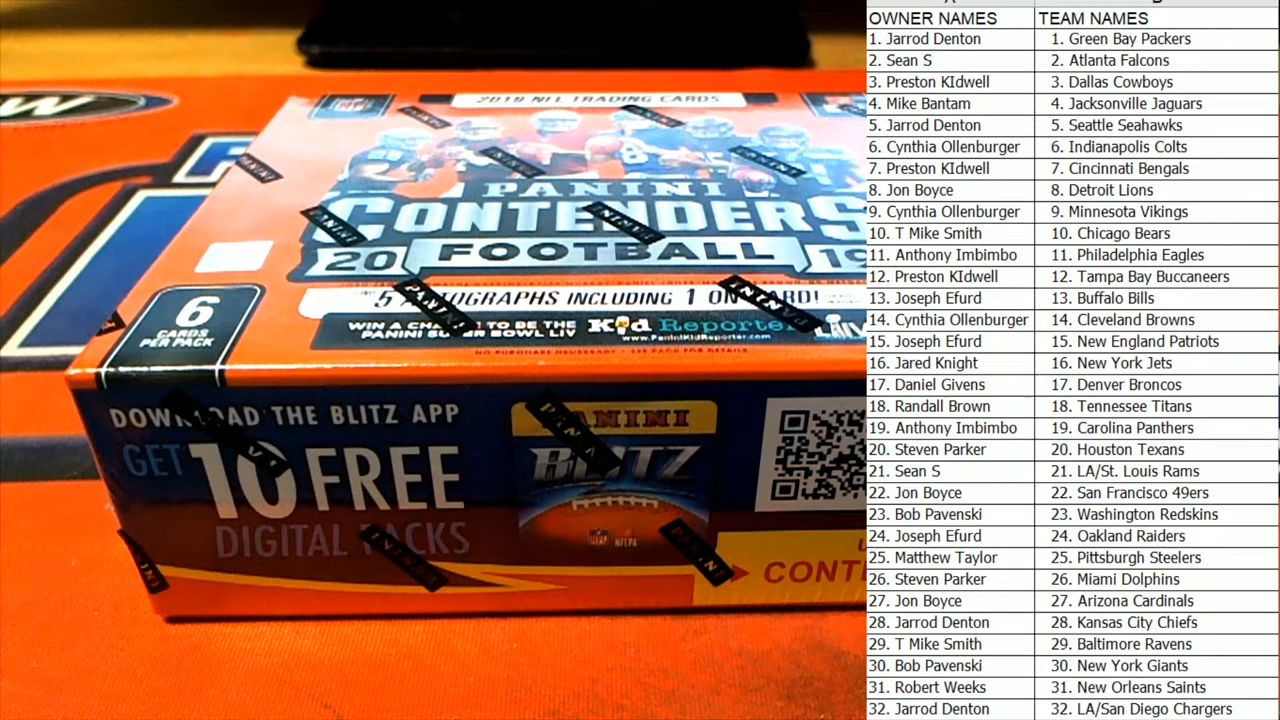 2019 NFL TRADING CARDS
PANINI
CONTENDERS
20 FOOTBALL 19
5 AUTOGRAPHS INCLUDING 1 ON
WIN A CHANCE TO BE THE
PANINI SUPER BOWL LIV
Kid Reporter
www.PaniniKidReporter.com
LIV
NO PURCHASE NECESSARY - SEE PACK FOR DETAILS
6
CARDS
PER PACK
DOWNLOAD THE BLITZ APP
GET 10 FREE
DIGITAL PACKS
PANINI
BLITZ
NFL
NFLPA
CONT
OWNER NAMES TEAM NAMES
1. Jarrod Denton 1. Green Bay Packers
2. Sean S 2. Atlanta Falcons
3. Preston KIdwell 3. Dallas Cowboys
4. Mike Bantam 4. Jacksonville Jaguars
5. Jarrod Denton 5. Seattle Seahawks
6. Cynthia Ollenburger 6. Indianapolis Colts
7. Preston KIdwell 7. Cincinnati Bengals
8. Jon Boyce 8. Detroit Lions
9. Cynthia Ollenburger 9. Minnesota Vikings
10. T Mike Smith 10. Chicago Bears
11. Anthony Imbimbo 11. Philadelphia Eagles
12. Preston KIdwell 12. Tampa Bay Buccaneers
13. Joseph Efurd 13. Buffalo Bills
14. Cynthia Ollenburger 14. Cleveland Browns
15. Joseph Efurd 15. New England Patriots
16. Jared Knight 16. New York Jets
17. Daniel Givens 17. Denver Broncos
18. Randall Brown 18. Tennessee Titans
19. Anthony Imbimbo 19. Carolina Panthers
20. Steven Parker 20. Houston Texans
21. Sean S 21. LA/St. Louis Rams
22. Jon Boyce 22. San Francisco 49ers
23. Bob Pavenski 23. Washington Redskins
24. Joseph Efurd 24. Oakland Raiders
25. Matthew Taylor 25. Pittsburgh Steelers
26. Steven Parker 26. Miami Dolphins
27. Jon Boyce 27. Arizona Cardinals
28. Jarrod Denton 28. Kansas City Chiefs
29. T Mike Smith 29. Baltimore Ravens
30. Bob Pavenski 30. New York Giants
31. Robert Weeks 31. New Orleans Saints
32. Jarrod Denton 32. LA/San Diego Chargers